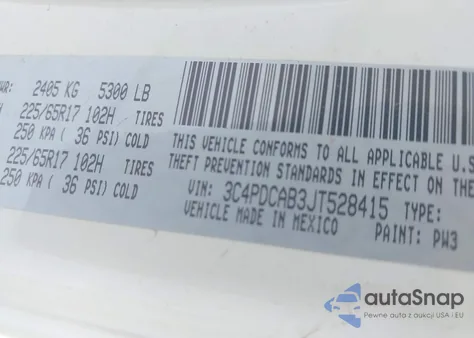 WR: 2405 KG 5300 LB
H 225/65R17 102H TIRES
250 KPA ( 36 PSI) COLD
225/65R17 102H TIRES
250 KPA ( 36 PSI) COLD
THIS VEHICLE CONFORMS TO ALL APPLICABLE U.S
THEFT PREVENTION STANDARDS IN EFFECT ON THE
VIN: 3C4PDCAB3JT528415 TYPE:
VEHICLE MADE IN MEXICO PAINT: PW3
autoSnap
Pewne auta z aukcji USA i EU